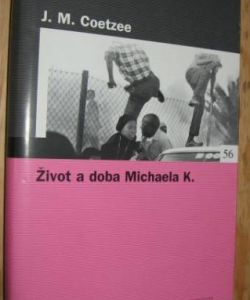 J. M. Coetzee
56
Život a doba Michaela K.